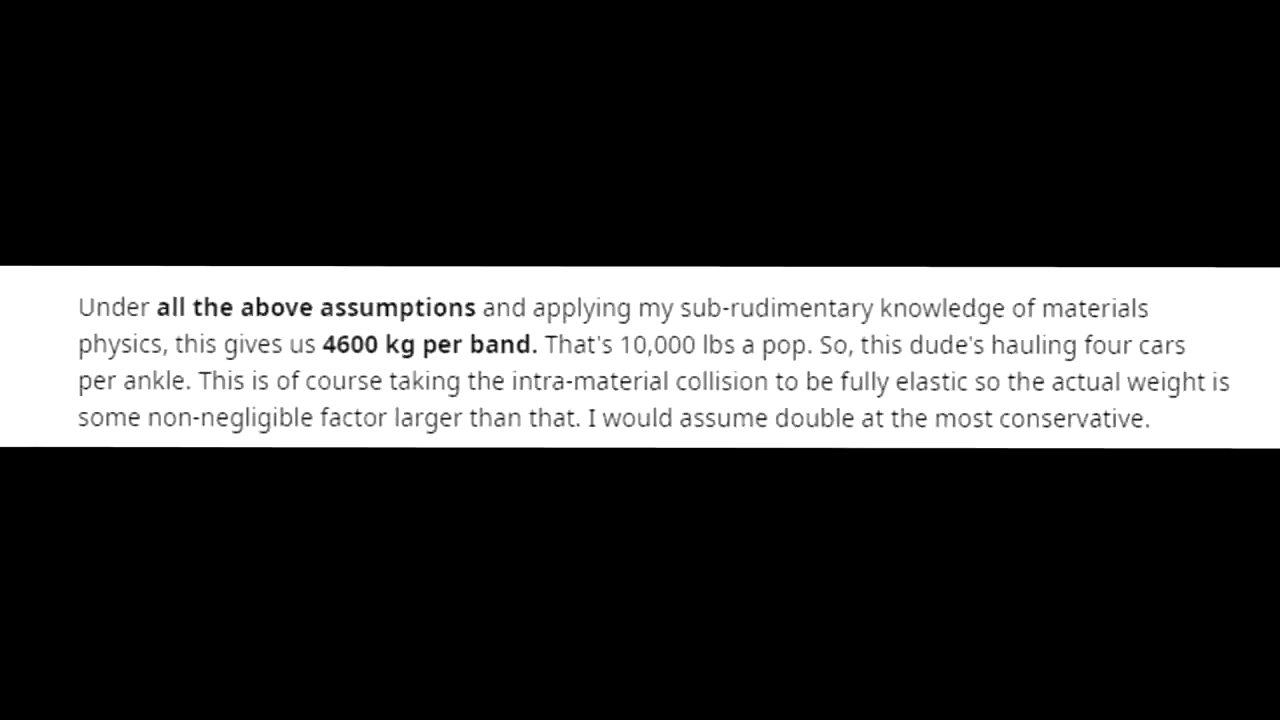 Under all the above assumptions and applying my sub-rudimentary knowledge of materials
physics, this gives us 4600 kg per band. That's 10,000 lbs a pop. So, this dude's hauling four cars
per ankle. This is of course taking the intra-material collision to be fully elastic so the actual weight is
some non-negligible factor larger than that. I would assume double at the most conservative.